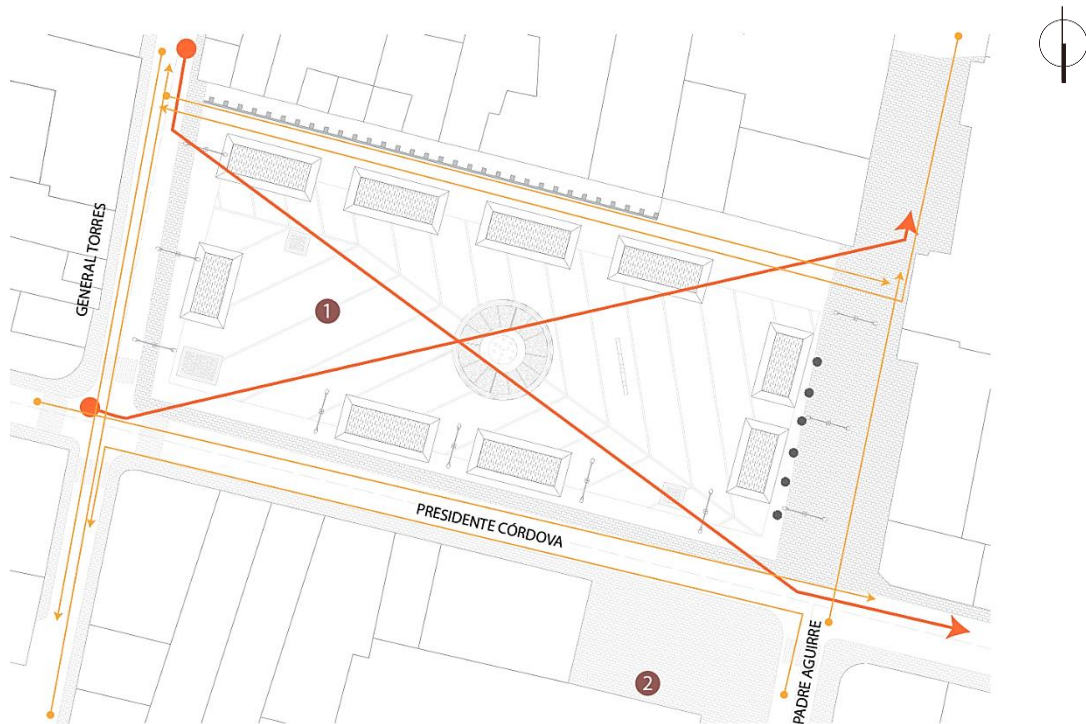 GENERAL TORRES
1
PRESIDENTE CÓRDOVA
PADRE AGUIRRE
2